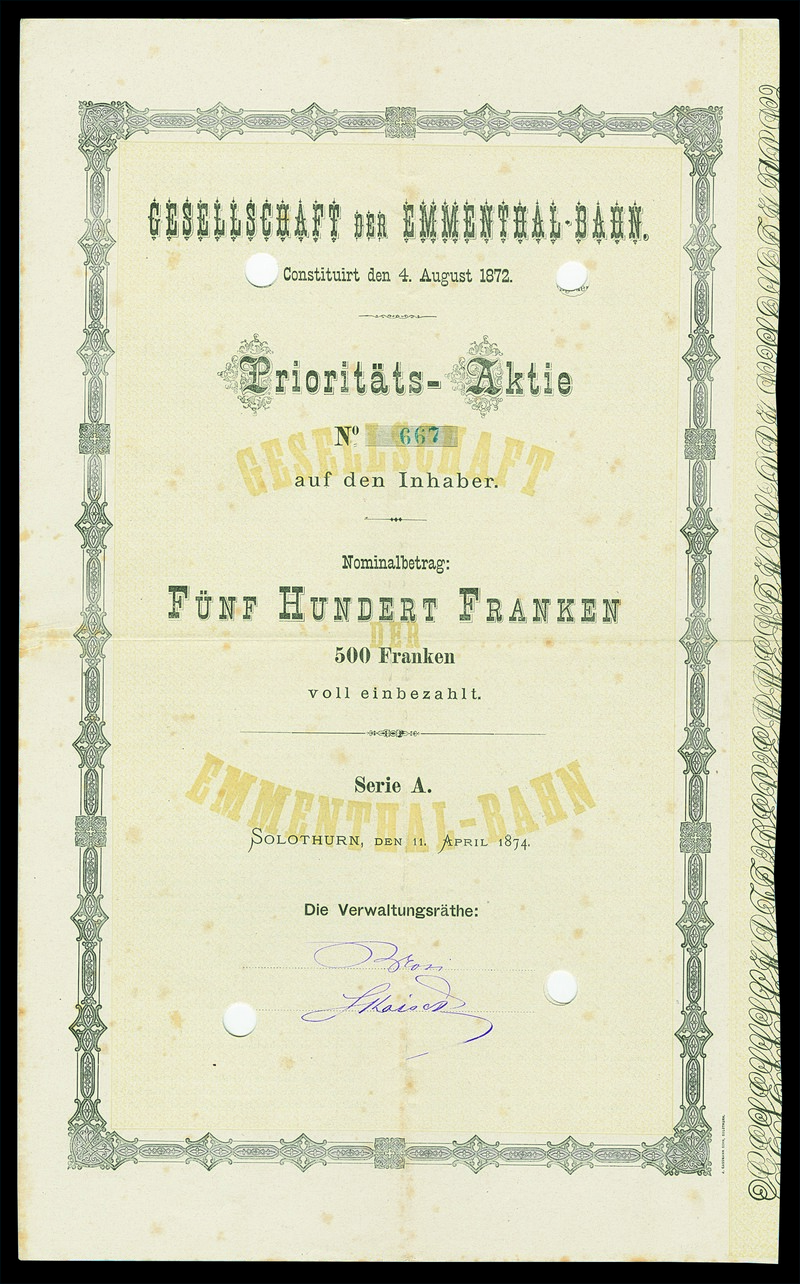 GESELLSCHAFT DER EMMENTHAL-BAHN.
Constituirt den 4. August 1872.
Prioritäts-Aktie
Nº 667
GESELLSCHAFT
auf den Inhaber.
Nominalbetrag:
FÜNF HUNDERT FRANKEN
DER
500 Franken
voll einbezahlt.
Serie A.
EMMENTHAL-BAHN
SOLOTHURN, DEN 11. APRIL 1874.
Die Verwaltungsräthe:
Brosi